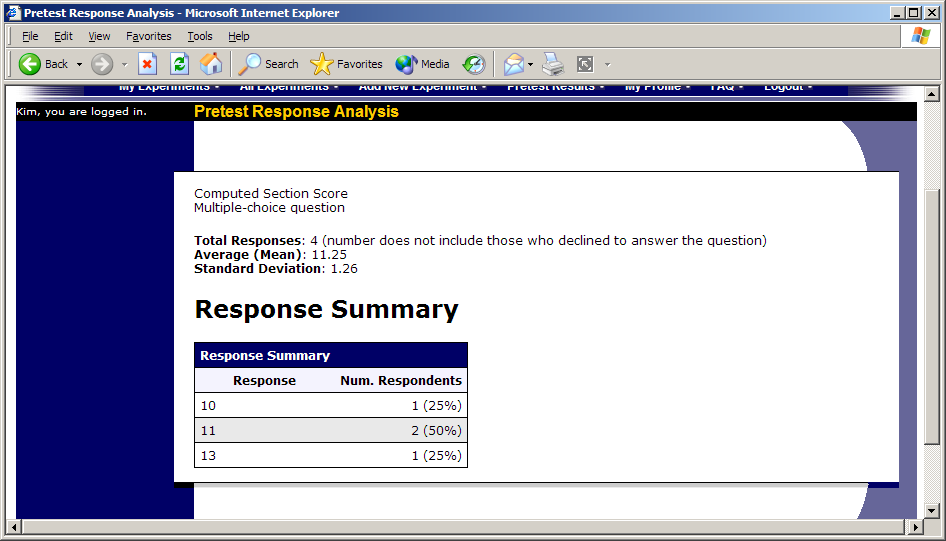 Pretest Response Analysis - Microsoft Internet Explorer
File Edit View Favorites Tools Help
Back Search Favorites Media
My Experiments All Experiments Add New Experiment Pretest Results My Profile FAQ Logout
Kim, you are logged in. Pretest Response Analysis
Computed Section Score
Multiple-choice question
Total Responses: 4 (number does not include those who declined to answer the question)
Average (Mean): 11.25
Standard Deviation: 1.26
Response Summary
Response Summary
Response Num. Respondents
10 1 (25%)
11 2 (50%)
13 1 (25%)